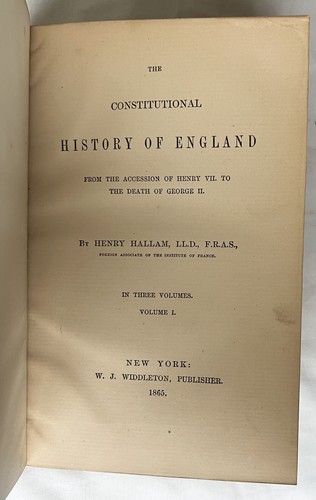 THE
CONSTITUTIONAL
HISTORY OF ENGLAND
FROM THE ACCESSION OF HENRY VII. TO
THE DEATH OF GEORGE II.
BY HENRY HALLAM, LL.D., F.R.A.S.,
FOREIGN ASSOCIATE OF THE INSTITUTE OF FRANCE.
IN THREE VOLUMES.
VOLUME I.
NEW YORK:
W. J. WIDDLETON, PUBLISHER.
1865.